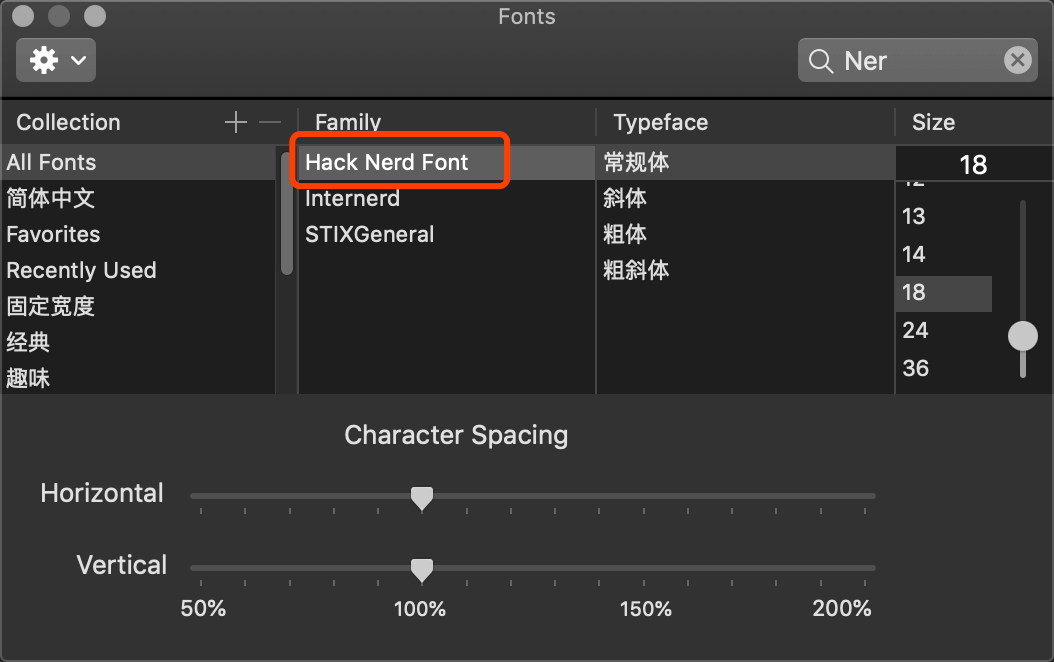 Fonts
Ner
Collection
Family
Typeface
Size
All Fonts
简体中文
Favorites
Recently Used
固定宽度
经典
趣味
Hack Nerd Font
Internerd
STIXGeneral
常规体
斜体
粗体
粗斜体
18
12
13
14
18
24
36
Character Spacing
Horizontal
Vertical
50% 100% 150% 200%